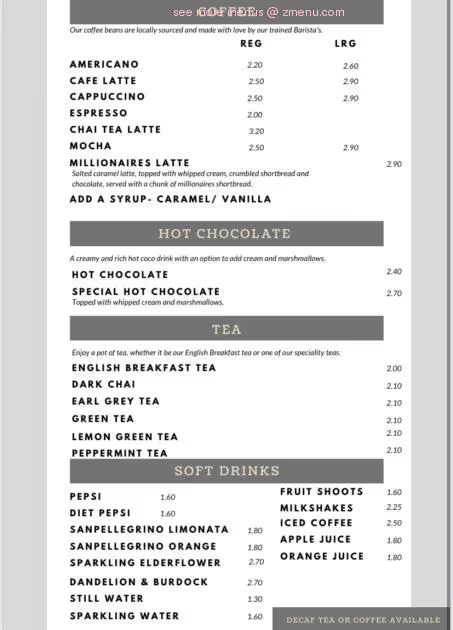 COFFEE
see more menus @ zmenu.com
Our coffee beans are locally sourced and made with love by our trained Barista's.
REG LRG
AMERICANO 2.20 2.60
CAFE LATTE 2.50 2.90
CAPPUCCINO 2.50 2.90
ESPRESSO 2.00
CHAI TEA LATTE 3.20
MOCHA 2.50 2.90
MILLIONAIRES LATTE 2.90
Salted caramel latte, topped with whipped cream, crumbled shortbread and
chocolate, served with a chunk of millionaires shortbread.
ADD A SYRUP- CARAMEL/ VANILLA
HOT CHOCOLATE
A creamy and rich hot coco drink with an option to add cream and marshmallows.
HOT CHOCOLATE 2.40
SPECIAL HOT CHOCOLATE 2.70
Topped with whipped cream and marshmallows.
TEA
Enjoy a pot of tea, whether it be our English Breakfast tea or one of our speciality teas.
ENGLISH BREAKFAST TEA 2.00
DARK CHAI 2.10
EARL GREY TEA 2.10
GREEN TEA 2.10
LEMON GREEN TEA 2.10
PEPPERMINT TEA 2.10
SOFT DRINKS
PEPSI 1.60
DIET PEPSI 1.60
SANPELLEGRINO LIMONATA 1.80
SANPELLEGRINO ORANGE 1.80
SPARKLING ELDERFLOWER 2.70
DANDELION & BURDOCK 2.70
STILL WATER 1.30
SPARKLING WATER 1.60
FRUIT SHOOTS 1.60
MILKSHAKES 2.25
ICED COFFEE 2.50
APPLE JUICE 1.80
ORANGE JUICE 1.80
DECAF TEA OR COFFEE AVAILABLE